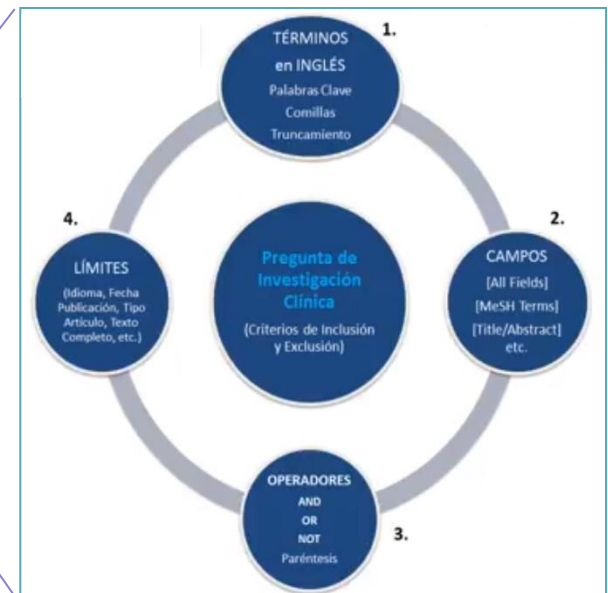 1.
TÉRMINOS
en INGLÉS
Palabras Clave
Comillas
Truncamiento
2.
CAMPOS
[All Fields]
[MeSH Terms]
[Title/Abstract]
etc.
3.
OPERADORES
AND
OR
NOT
Paréntesis
4.
LÍMITES
(Idioma, Fecha
Publicación, Tipo
Artículo, Texto
Completo, etc.)
Pregunta de
Investigación
Clínica
(Criterios de Inclusión
y Exclusión)